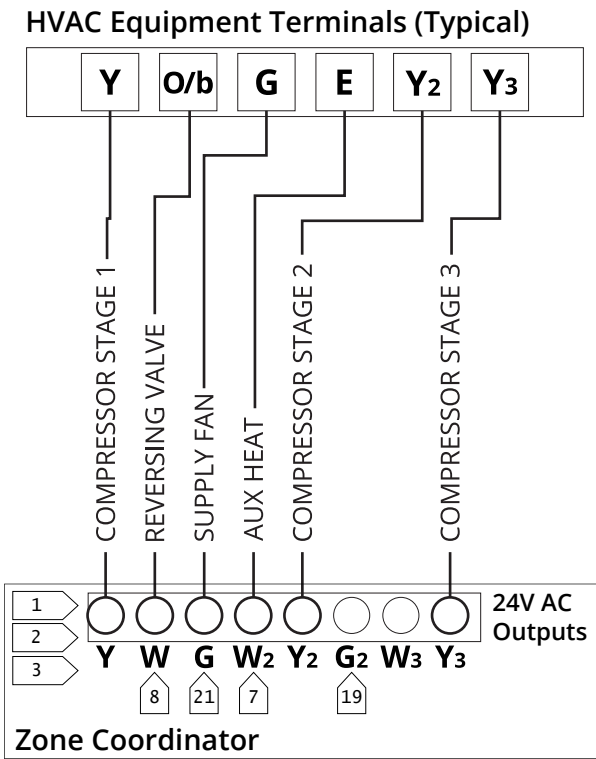 HVAC Equipment Terminals (Typical)
Y O/b G E Y2 Y3
COMPRESSOR STAGE 1
REVERSING VALVE
SUPPLY FAN
AUX HEAT
COMPRESSOR STAGE 2
COMPRESSOR STAGE 3
1
2
3
24V AC
Outputs
Y W G W2 Y2 G2 W3 Y3
8 21 7 19
Zone Coordinator